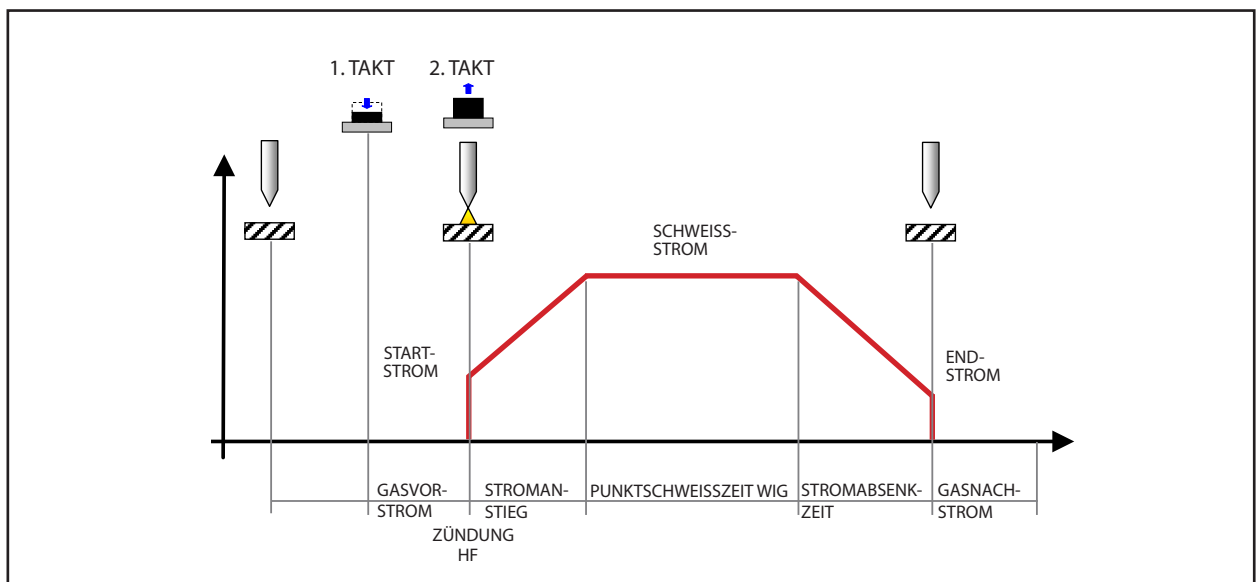 1. TAKT
2. TAKT
SCHWEISS-
STROM
START-
STROM
END-
STROM
GASVOR-
STROM
STROMAN-
STIEG
PUNKTSCHWEISSZEIT WIG
STROMABSENK-
ZEIT
GASNACH-
STROM
ZÜNDUNG
HF